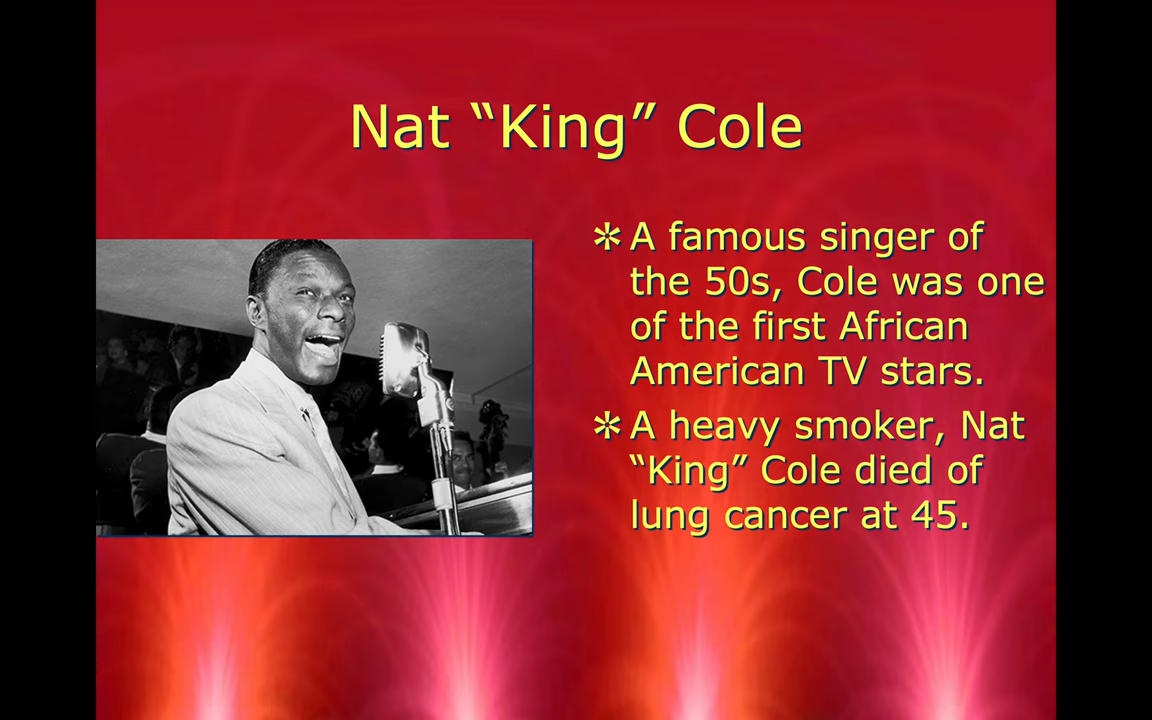 Nat “King” Cole
✲ A famous singer of
the 50s, Cole was one
of the first African
American TV stars.
✲ A heavy smoker, Nat
“King” Cole died of
lung cancer at 45.